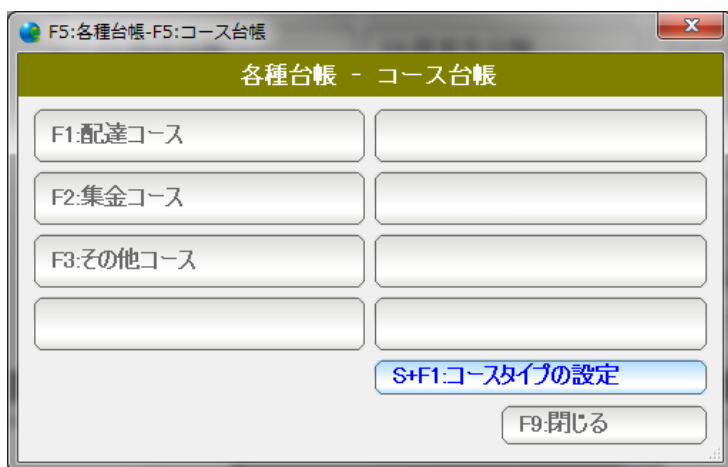 F5:各種台帳-F5:コース台帳
各種台帳 - コース台帳
F1:配達コース
F2:集金コース
F3:その他コース
S+F1:コースタイプの設定
F9:閉じる